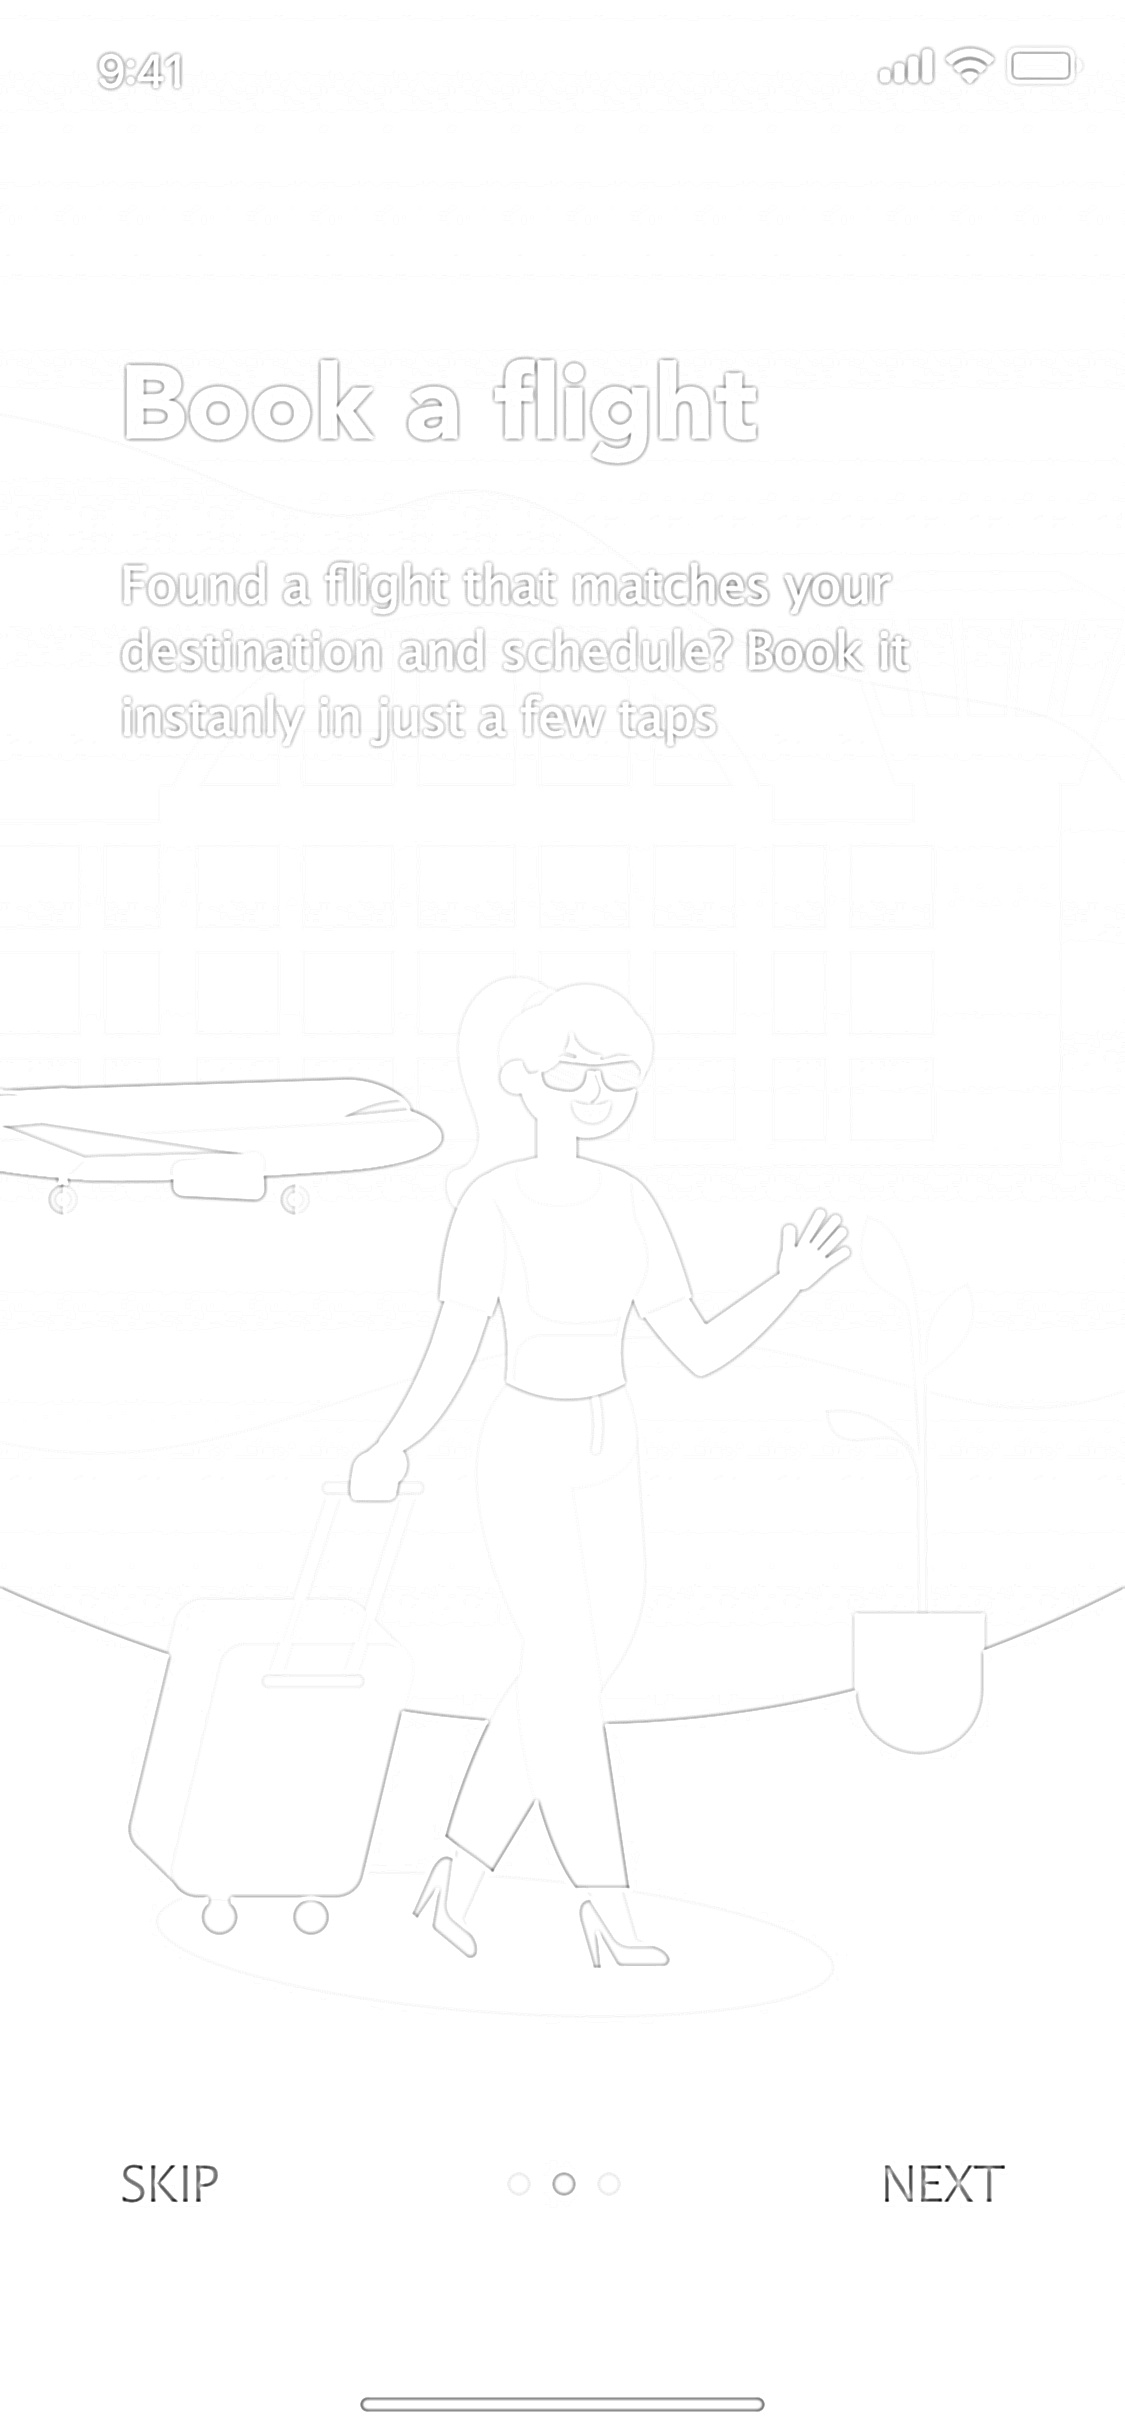 9:41
Book a flight
Found a flight that matches your
destination and schedule? Book it
instanly in just a few taps
SKIP
NEXT